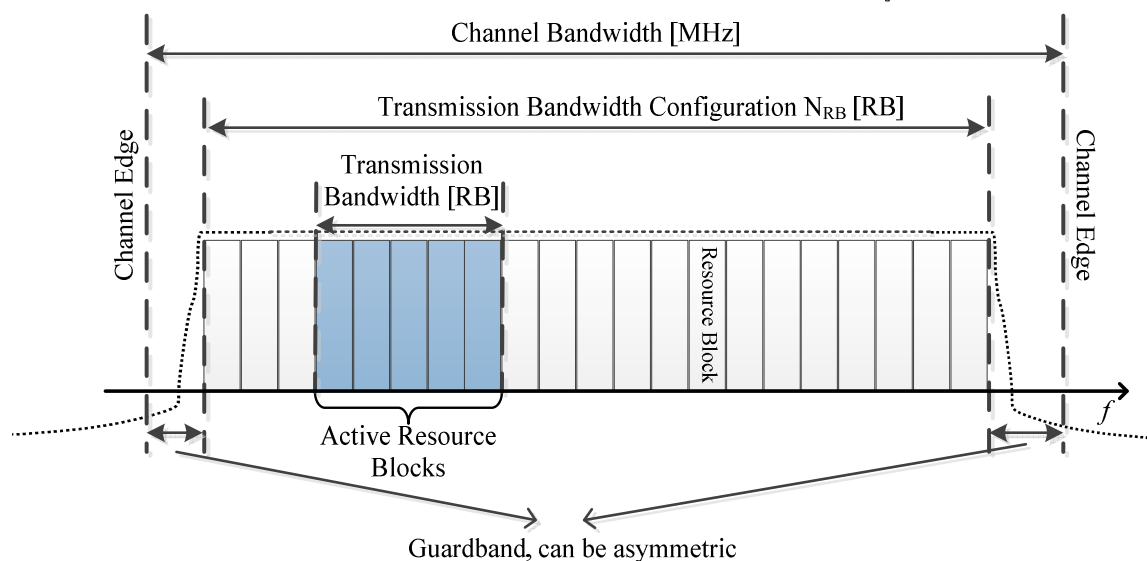 Channel Bandwidth [MHz]
Transmission Bandwidth Configuration N_RB [RB]
Transmission
Bandwidth [RB]
Channel Edge
Channel Edge
Resource Block
f
Active Resource
Blocks
Guardband, can be asymmetric